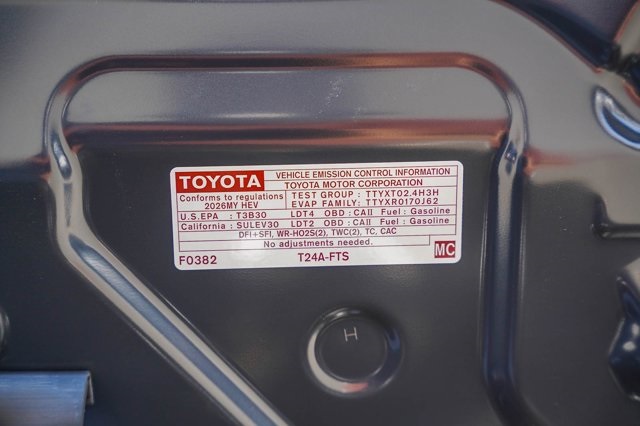 TOYOTA VEHICLE EMISSION CONTROL INFORMATION
TOYOTA MOTOR CORPORATION
Conforms to regulations TEST GROUP : TTYXT02.4H3H
2026MY HEV EVAP FAMILY: TTYXR0170J62
U.S.EPA : T3B30 LDT4 OBD : CAII Fuel : Gasoline
California : SULEV30 LDT2 OBD : CAII Fuel : Gasoline
DFI+SFI, WR-HO2S(2), TWC(2), TC, CAC
No adjustments needed.
F0382 T24A-FTS MC
H